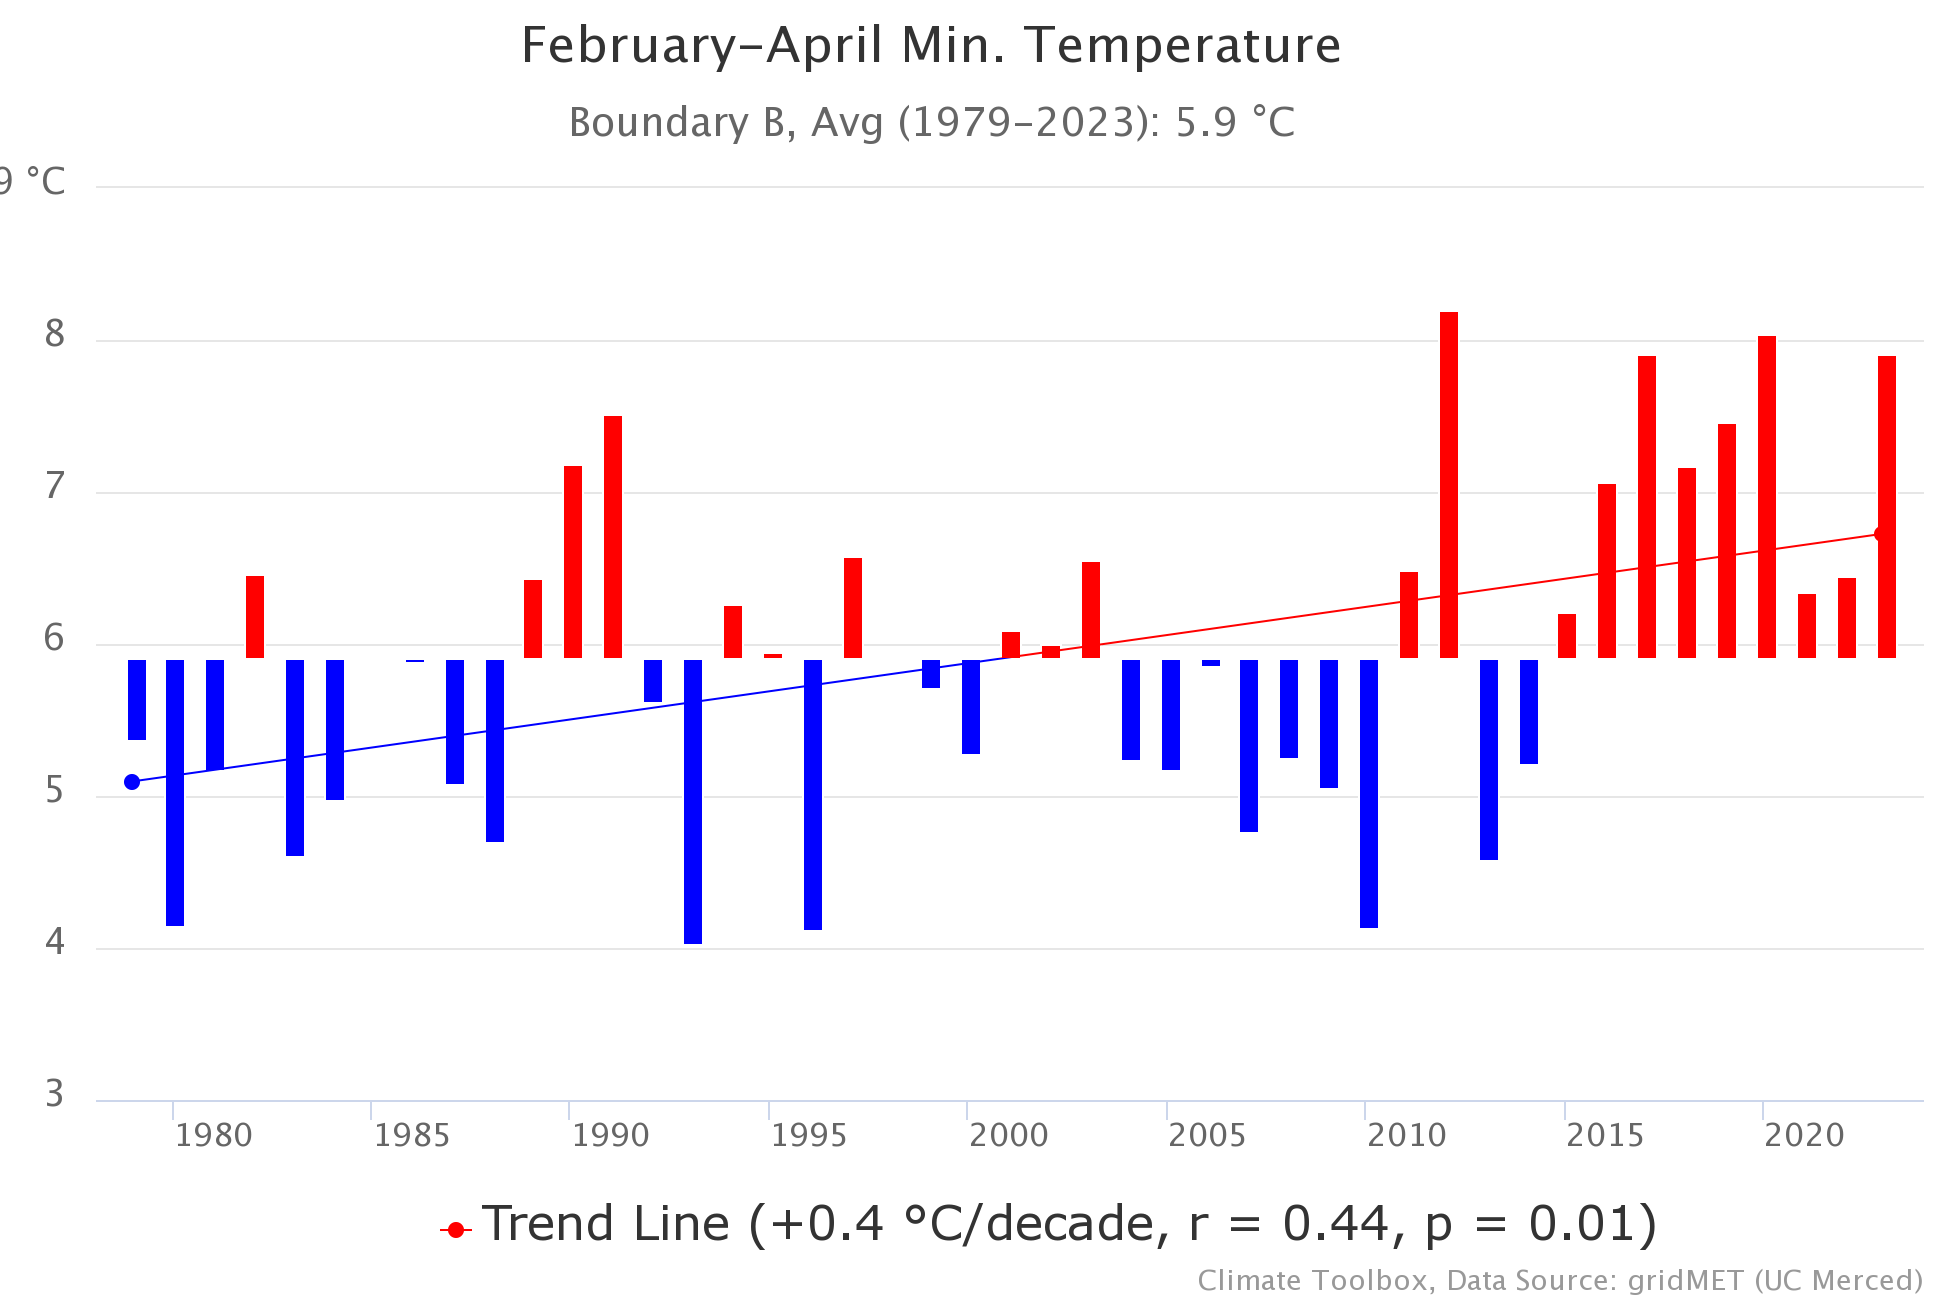 February–April Min. Temperature
Boundary B, Avg (1979–2023): 5.9 °C
9 °C
8
7
6
5
4
3
1980 1985 1990 1995 2000 2005 2010 2015 2020
Trend Line (+0.4 °C/decade, r = 0.44, p = 0.01)
Climate Toolbox, Data Source: gridMET (UC Merced)